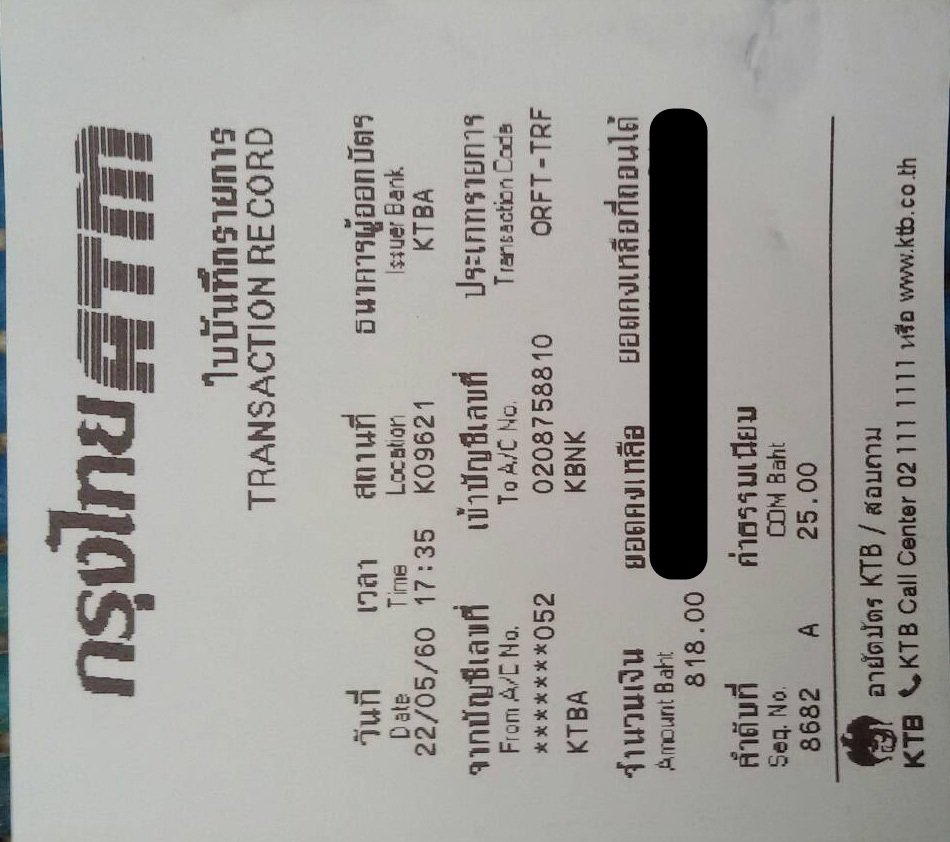 กรุงไทย ATM
ใบบันทึกรายการ
TRANSACTION RECORD
วันที่ เวลา สถานที่ ธนาคารผู้ออกบัตร
Date Time Location Issuer Bank
22/05/60 17:35 K09621 KTBA
จากบัญชีเลขที่ เข้าบัญชีเลขที่ ประเภทรายการ
From A/C No. To A/C No. Transaction Code
*******052 0208758810 ORFT-TRF
KTBA KBNK
จำนวนเงิน ยอดคงเหลือ ยอดคงเหลือที่ถอนได้
Amount Baht
818.00
ลำดับที่ ค่าธรรมเนียม
Seq. No. COM Baht
8682 A 25.00
อายัดบัตร KTB / สอบถาม
KTB KTB Call Center 02 111 1111 หรือ www.ktb.co.th